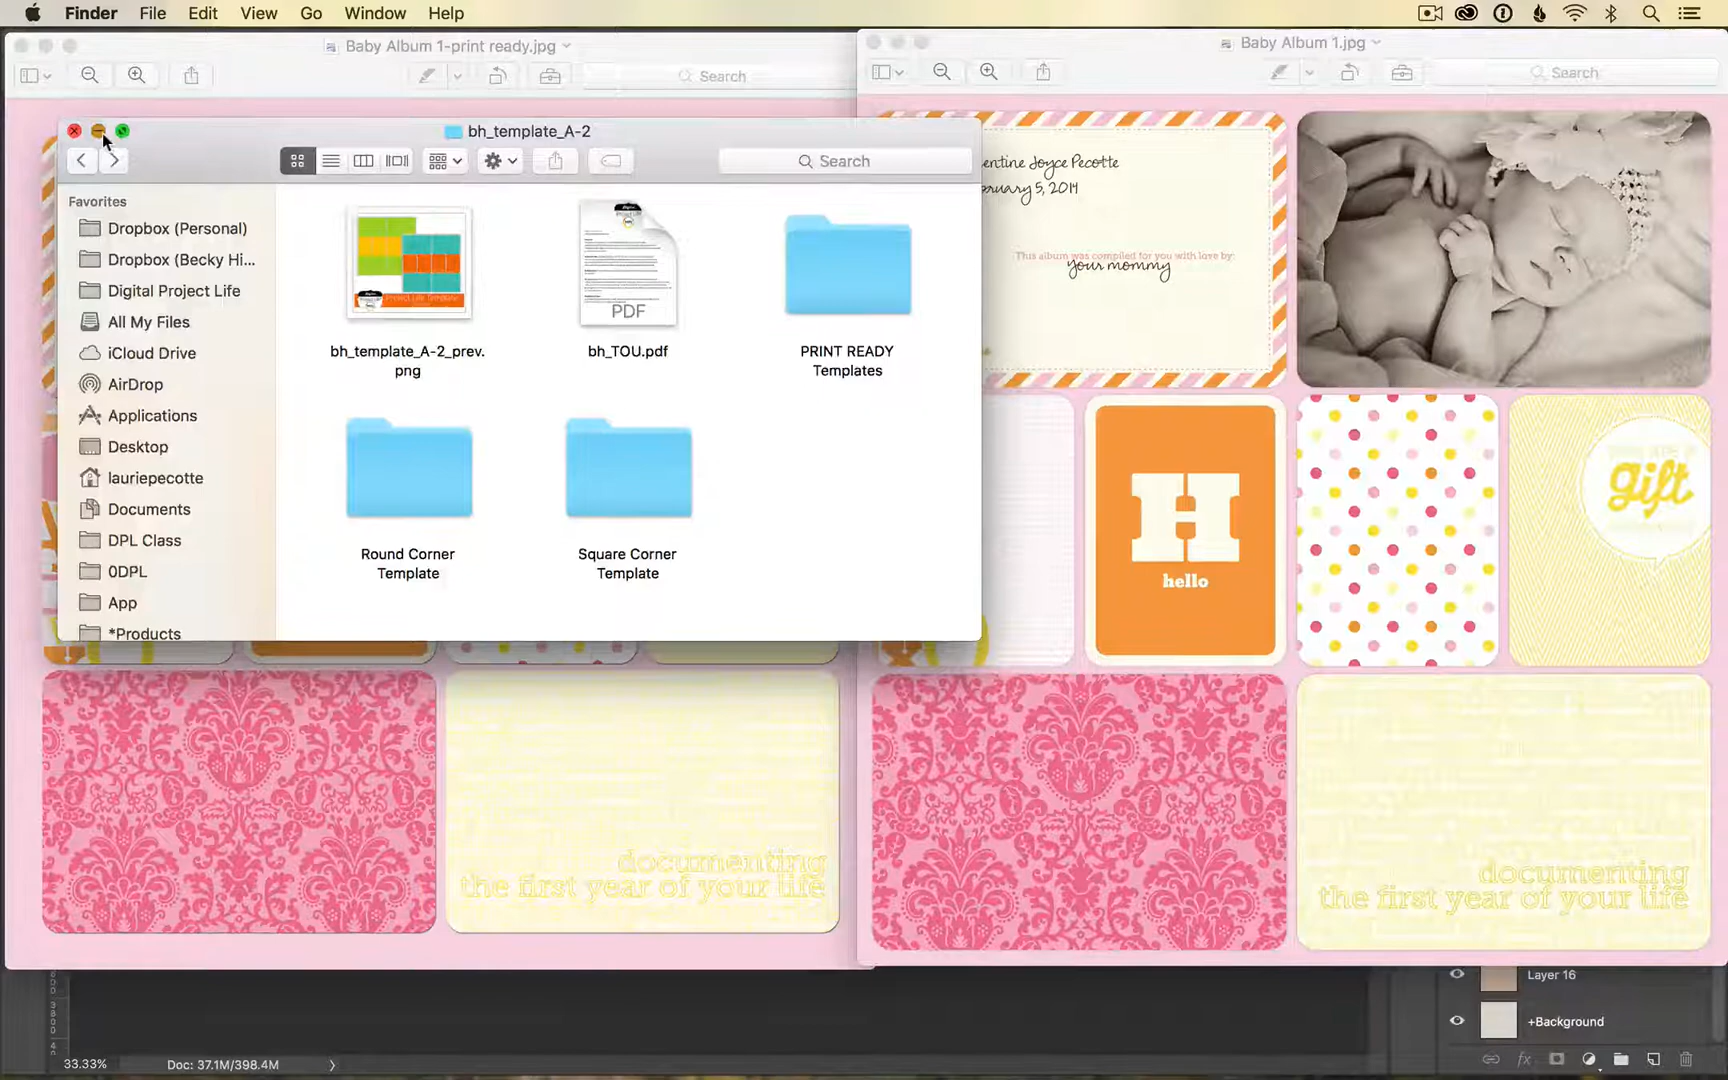 Finder File Edit View Go Window Help
Baby Album 1-print ready.jpg
Search
Baby Album 1.jpg
Search
bh_template_A-2
Search
Favorites
Dropbox (Personal)
Dropbox (Becky Hi...
Digital Project Life
All My Files
iCloud Drive
AirDrop
Applications
Desktop
lauriepecotte
Documents
DPL Class
0DPL
App
*Products
bh_template_A-2_prev.
png
PDF
bh_TOU.pdf
PRINT READY
Templates
Round Corner
Template
Square Corner
Template
entine Joyce Pecotte
ruary 5, 2014
This album was compiled for you with love by:
your mommy
H
hello
gift
documenting
the first year of your life
documenting
the first year of your life
Layer 16
+Background
33.33%
Doc: 37.1M/398.4M